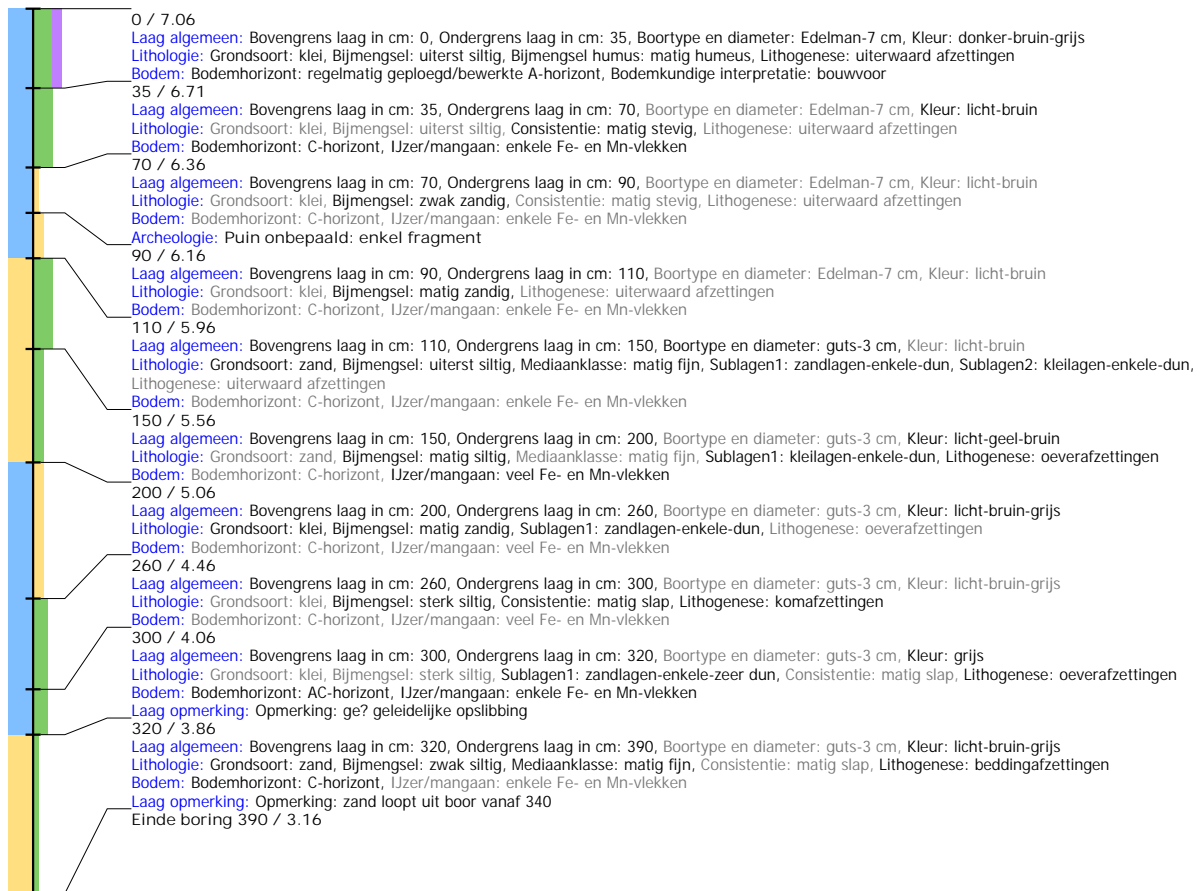 0 / 7.06
Laag algemeen: Bovengrens laag in cm: 0, Ondergrens laag in cm: 35, Boortype en diameter: Edelman-7 cm, Kleur: donker-bruin-grijs
Lithologie: Grondsoort: klei, Bijmengsel: uiterst siltig, Bijmengsel humus: matig humeus, Lithogenese: uiterwaard afzettingen
Bodem: Bodemhorizont: regelmatig geploegd/bewerkte A-horizont, Bodemkundige interpretatie: bouwvoor
35 / 6.71
Laag algemeen: Bovengrens laag in cm: 35, Ondergrens laag in cm: 70, Boortype en diameter: Edelman-7 cm, Kleur: licht-bruin
Lithologie: Grondsoort: klei, Bijmengsel: uiterst siltig, Consistentie: matig stevig, Lithogenese: uiterwaard afzettingen
Bodem: Bodemhorizont: C-horizont, IJzer/mangaan: enkele Fe- en Mn-vlekken
70 / 6.36
Laag algemeen: Bovengrens laag in cm: 70, Ondergrens laag in cm: 90, Boortype en diameter: Edelman-7 cm, Kleur: licht-bruin
Lithologie: Grondsoort: klei, Bijmengsel: zwak zandig, Consistentie: matig stevig, Lithogenese: uiterwaard afzettingen
Bodem: Bodemhorizont: C-horizont, IJzer/mangaan: enkele Fe- en Mn-vlekken
Archeologie: Puin onbepaald: enkel fragment
90 / 6.16
Laag algemeen: Bovengrens laag in cm: 90, Ondergrens laag in cm: 110, Boortype en diameter: Edelman-7 cm, Kleur: licht-bruin
Lithologie: Grondsoort: klei, Bijmengsel: matig zandig, Lithogenese: uiterwaard afzettingen
Bodem: Bodemhorizont: C-horizont, IJzer/mangaan: enkele Fe- en Mn-vlekken
110 / 5.96
Laag algemeen: Bovengrens laag in cm: 110, Ondergrens laag in cm: 150, Boortype en diameter: guts-3 cm, Kleur: licht-bruin
Lithologie: Grondsoort: zand, Bijmengsel: uiterst siltig, Mediaanklasse: matig fijn, Sublagen1: zandlagen-enkele-dun, Sublagen2: kleilagen-enkele-dun,
Lithogenese: uiterwaard afzettingen
Bodem: Bodemhorizont: C-horizont, IJzer/mangaan: enkele Fe- en Mn-vlekken
150 / 5.56
Laag algemeen: Bovengrens laag in cm: 150, Ondergrens laag in cm: 200, Boortype en diameter: guts-3 cm, Kleur: licht-geel-bruin
Lithologie: Grondsoort: zand, Bijmengsel: matig siltig, Mediaanklasse: matig fijn, Sublagen1: kleilagen-enkele-dun, Lithogenese: oeverafzettingen
Bodem: Bodemhorizont: C-horizont, IJzer/mangaan: veel Fe- en Mn-vlekken
200 / 5.06
Laag algemeen: Bovengrens laag in cm: 200, Ondergrens laag in cm: 260, Boortype en diameter: guts-3 cm, Kleur: licht-bruin-grijs
Lithologie: Grondsoort: klei, Bijmengsel: matig zandig, Sublagen1: zandlagen-enkele-dun, Lithogenese: oeverafzettingen
Bodem: Bodemhorizont: C-horizont, IJzer/mangaan: veel Fe- en Mn-vlekken
260 / 4.46
Laag algemeen: Bovengrens laag in cm: 260, Ondergrens laag in cm: 300, Boortype en diameter: guts-3 cm, Kleur: licht-bruin-grijs
Lithologie: Grondsoort: klei, Bijmengsel: sterk siltig, Consistentie: matig slap, Lithogenese: komafzettingen
Bodem: Bodemhorizont: C-horizont, IJzer/mangaan: veel Fe- en Mn-vlekken
300 / 4.06
Laag algemeen: Bovengrens laag in cm: 300, Ondergrens laag in cm: 320, Boortype en diameter: guts-3 cm, Kleur: grijs
Lithologie: Grondsoort: klei, Bijmengsel: sterk siltig, Sublagen1: zandlagen-enkele-zeer dun, Consistentie: matig slap, Lithogenese: oeverafzettingen
Bodem: Bodemhorizont: AC-horizont, IJzer/mangaan: enkele Fe- en Mn-vlekken
Laag opmerking: Opmerking: ge? geleidelijke opslibbing
320 / 3.86
Laag algemeen: Bovengrens laag in cm: 320, Ondergrens laag in cm: 390, Boortype en diameter: guts-3 cm, Kleur: licht-bruin-grijs
Lithologie: Grondsoort: zand, Bijmengsel: zwak siltig, Mediaanklasse: matig fijn, Consistentie: matig slap, Lithogenese: beddingafzettingen
Bodem: Bodemhorizont: C-horizont, IJzer/mangaan: enkele Fe- en Mn-vlekken
Laag opmerking: Opmerking: zand loopt uit boor vanaf 340
Einde boring 390 / 3.16